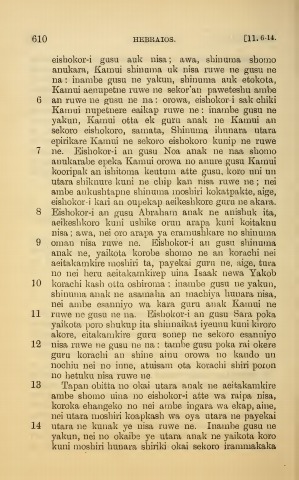 610 HEBRAIOS. [11. 6-14.
eishokor-i gusu auk nisa; awa, shinuma shomo
anukara, Kamui shinuma uk nisa ruwe ne gusu ne
na: inambe gusu ne yakun, shinuma auk etokota,
Kamui aenupetne ruwe ne sekor'an paweteshu ambe
6 an ruwe ne gusu ne na: orowa, eishokor-i sak chiki
Kamui nupetnere eaikap ruwe ne: inambe gusu ne
yakun, Kamui otta ek guru anak ne Kamui an
sekoro eishokoro, samata, Shinuma ihunara utara
epirikare Kamui ne sekoro eishokoro kunip ne ruwe
7 ne. Eishokor-i an gusu Noa anak ne naa shomo
anukarabe epeka Kamui orowa no anure gusu Kamui
kooripak an ishitoma keutum atte gusu, koro uni un
utara shiknure kuni ne chip kan nisa ruwe ne; nei
ambe ankushtapne shinuma moshiri kokatpakte, aige,
eishokor-i kari an oupekap aeikeshkore guru ne akara.
8 Eishokor-i an gusu Abraham anak ne anishuk ita,
aeikeshkoro kuni ushike orun arapa kuni koitaknu
nisa; awa, nei oro arapa ya eramushkare no shinuma
9 oman nisa ruwe ne. Eishokor-i an gusu shinuma
anak ne, yaikota korobe shomo ne an korachi nei
aeitakamkire moshiri ta, payekai guru ne, aige, tura
no nei heru aeitakamkirep uina Isaak newa Yakob
10 korachi kash otta oshiroma: inambe gusu ne yakun,
shinuma anak ne asamaha an machiya hunara nisa,
nei ambe esanniyo wa kara guru anak Kamui ne
11 ruwe ne gusu ne na. Eishokor-i an gusu Sara poka
yaikota poro shukup ita shinnaikat iyeunu kuni kiroro
akore, eitakamkire guru sonep ne sekoro esanniyo
12 nisa ruwe ne gusu ne na: tambe gusu poka rai okere
guru korachi an shine ainu orowa no kando un
nochiu nei no inne, atuisam ota korachi shiri poron
no hetuku nisa ruwe ne
13 Tapan obitta no okai utara anak ne aeitakamkire
ambe shomo uina no eishokor-i atte wa raipa nisa,
koroka ehangeko no nei ambe ingara wa ekap, aine,
nei utara moshiri koapkash wa oya utara ne payekai
14 utara ne kunak ye nisa ruwe ne. Inambe gusu ne
yakun, nei no okaibe ye utara anak ne yaikota koro
kuni moshiri hunara shiriki okai sekoro irammakaka